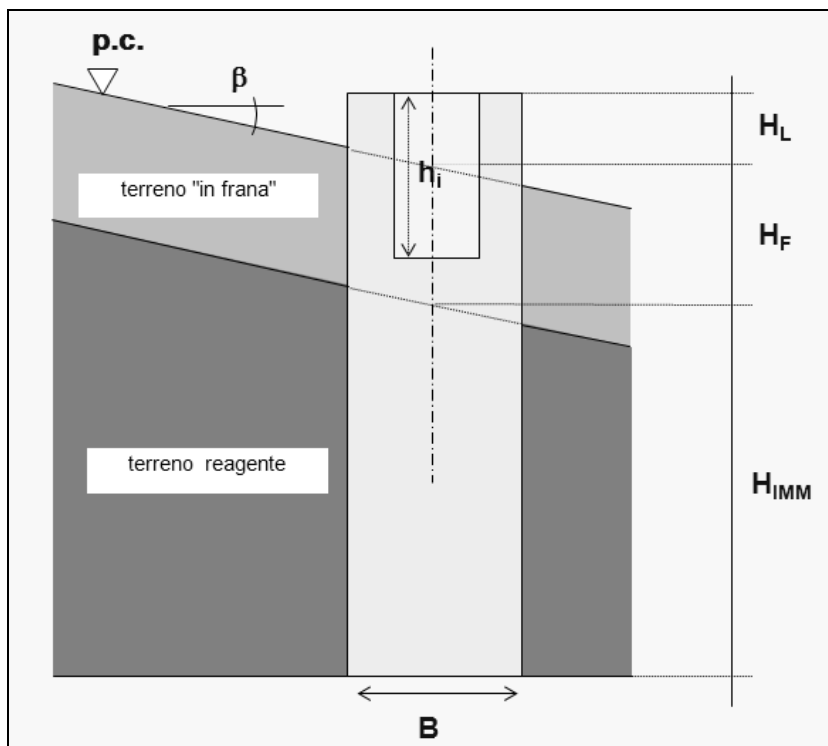 p.c.
β
H_L
terreno "in frana"
h_i
H_F
terreno reagente
H_IMM
B